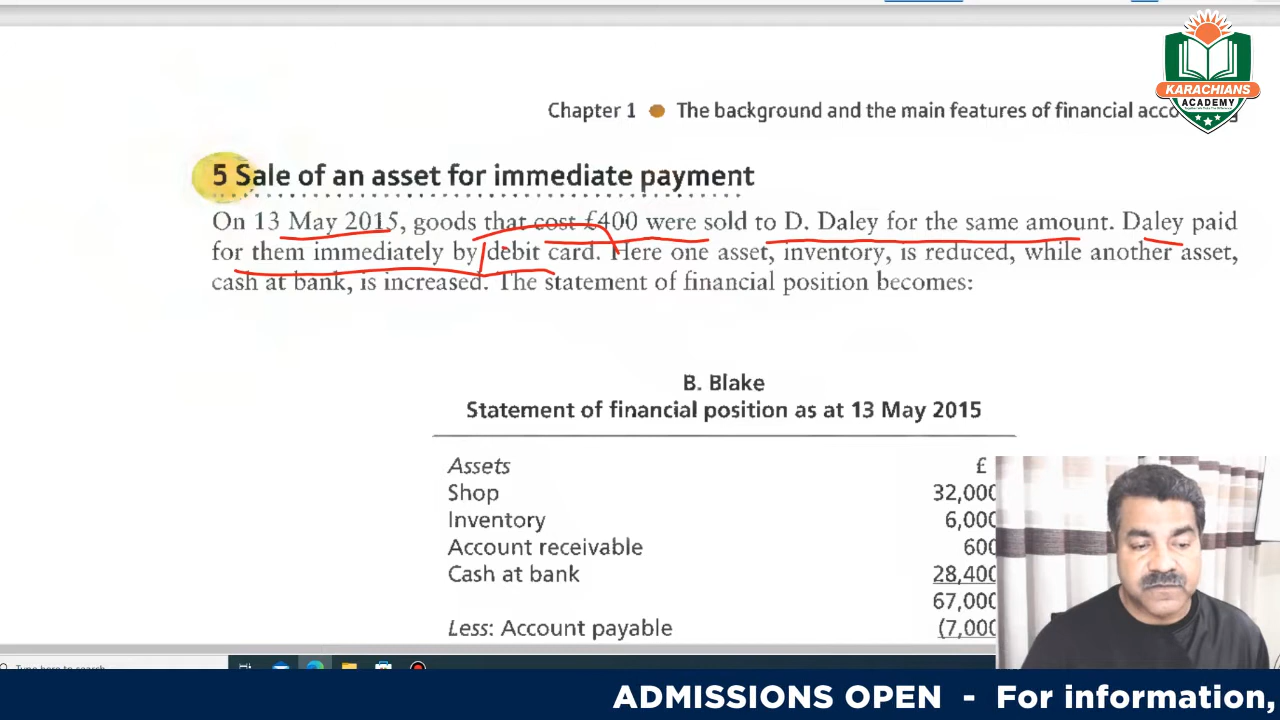 KARACHIANS
ACADEMY
Chapter 1 ● The background and the main features of financial
5 Sale of an asset for immediate payment
On 13 May 2015, goods that cost £400 were sold to D. Daley for the same amount. Daley paid
for them immediately by debit card. Here one asset, inventory, is reduced, while another asset,
cash at bank, is increased. The statement of financial position becomes:
B. Blake
Statement of financial position as at 13 May 2015
Assets £
Shop 32,000
Inventory 6,000
Account receivable 600
Cash at bank 28,400
67,000
Less: Account payable (7,000
Type here to search
ADMISSIONS OPEN - For information,